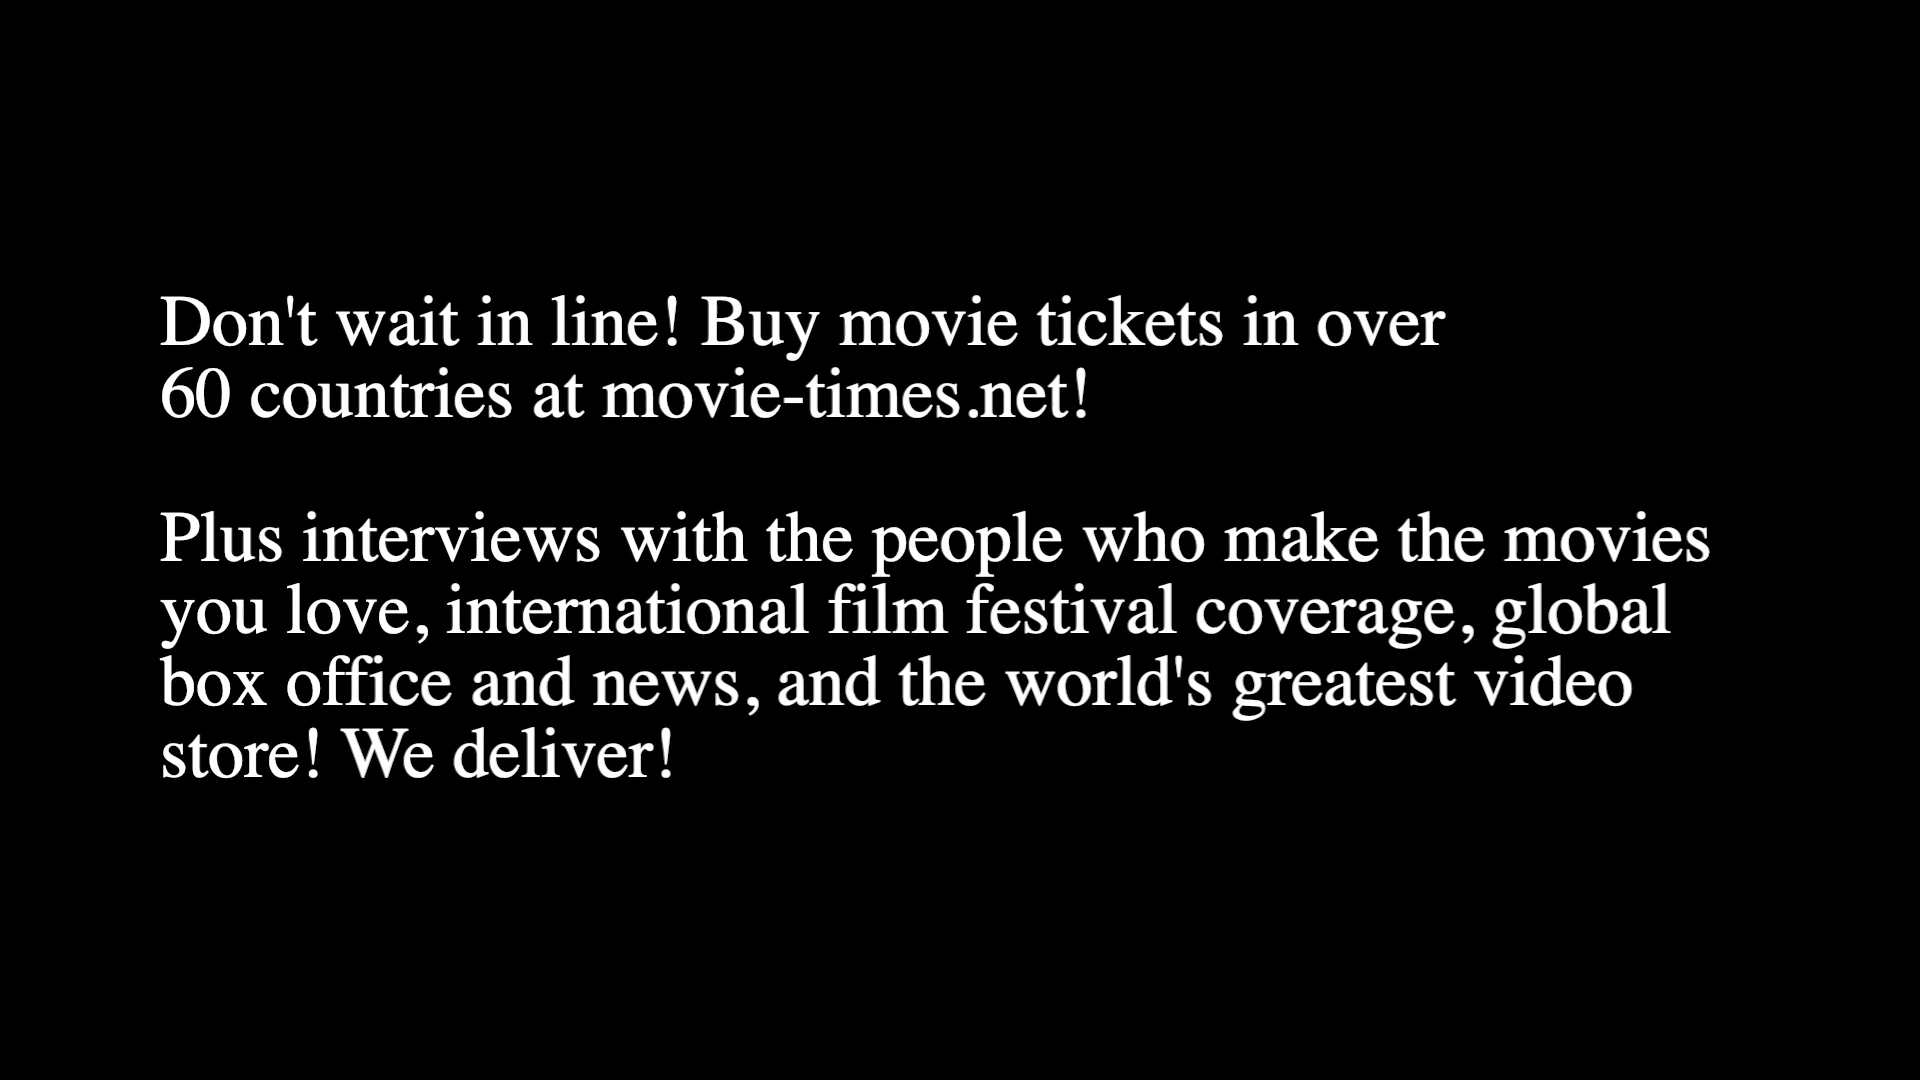 Don't wait in line! Buy movie tickets in over
60 countries at movie-times.net!
Plus interviews with the people who make the movies
you love, international film festival coverage, global
box office and news, and the world's greatest video
store! We deliver!